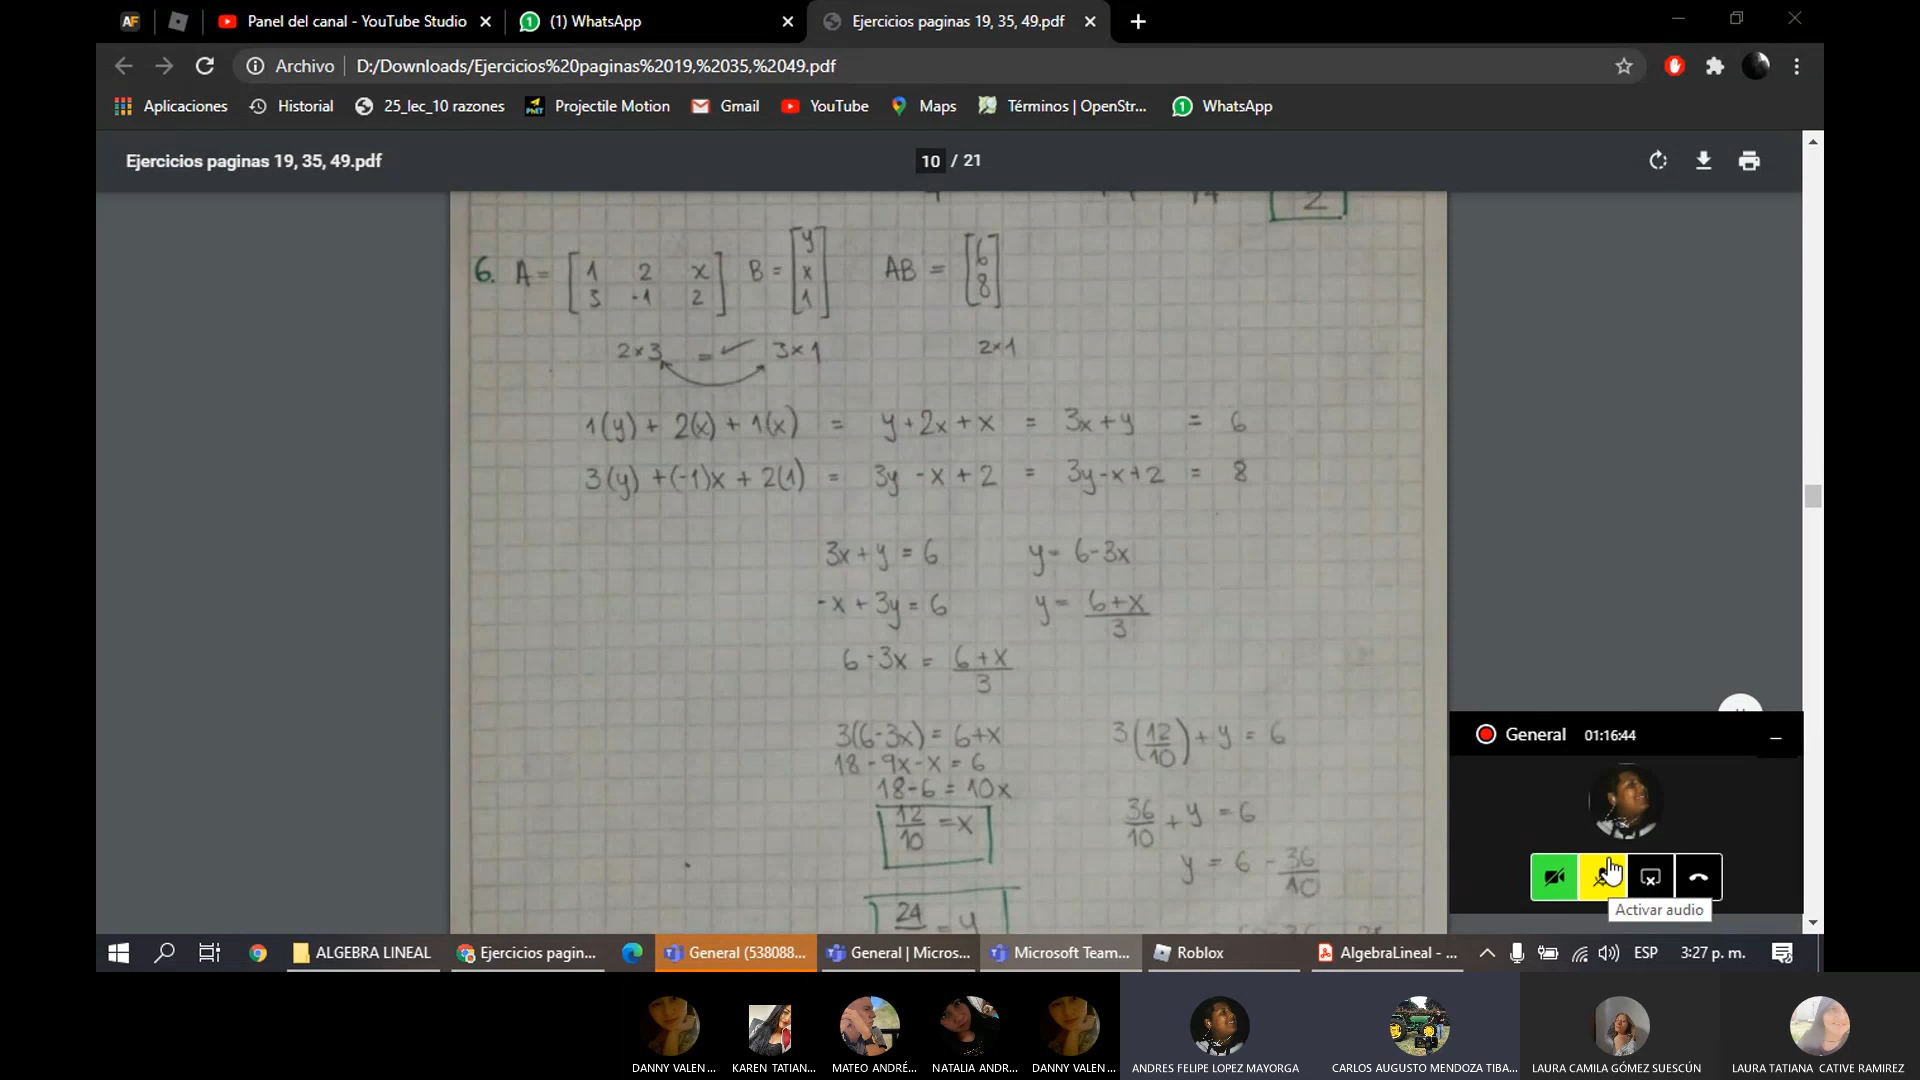 AF Panel del canal - YouTube Studio (1) WhatsApp Ejercicios paginas 19, 35, 49.pdf
Archivo D:/Downloads/Ejercicios%20paginas%2019,%2035,%2049.pdf
Aplicaciones Historial 25_lec_10 razones Projectile Motion Gmail YouTube Maps Términos | OpenStr... WhatsApp
Ejercicios paginas 19, 35, 49.pdf 10 / 21
2
6. A = [1 2 x B = [y AB = [6
3 -1 2] x 8]
1]
2x3 = ✓ 3x1 2x1
1(y) + 2(x) + 1(x) = y+2x+x = 3x+y = 6
3(y) +(-1)x + 2(1) = 3y -x + 2 = 3y-x+2 = 8
3x+y = 6 y= 6-3x
-x + 3y = 6 y= 6+x/3
6-3x = 6+x/3
3(6-3x) = 6+x 3(12/10) + y = 6
18-9x-x = 6
18-6 = 10x
12/10 = x 36/10 + y = 6
y = 6 - 36/10
24 = y
General 01:16:44
Activar audio
ALGEBRA LINEAL Ejercicios pagin... General (538088... General | Micros... Microsoft Team... Roblox AlgebraLineal - ... ESP 3:27 p. m.
DANNY VALEN... KAREN TATIAN... MATEO ANDRÉ... NATALIA ANDR... DANNY VALEN... ANDRES FELIPE LOPEZ MAYORGA CARLOS AUGUSTO MENDOZA TIBA... LAURA CAMILA GÓMEZ SUESCÚN LAURA TATIANA CATIVE RAMIREZ